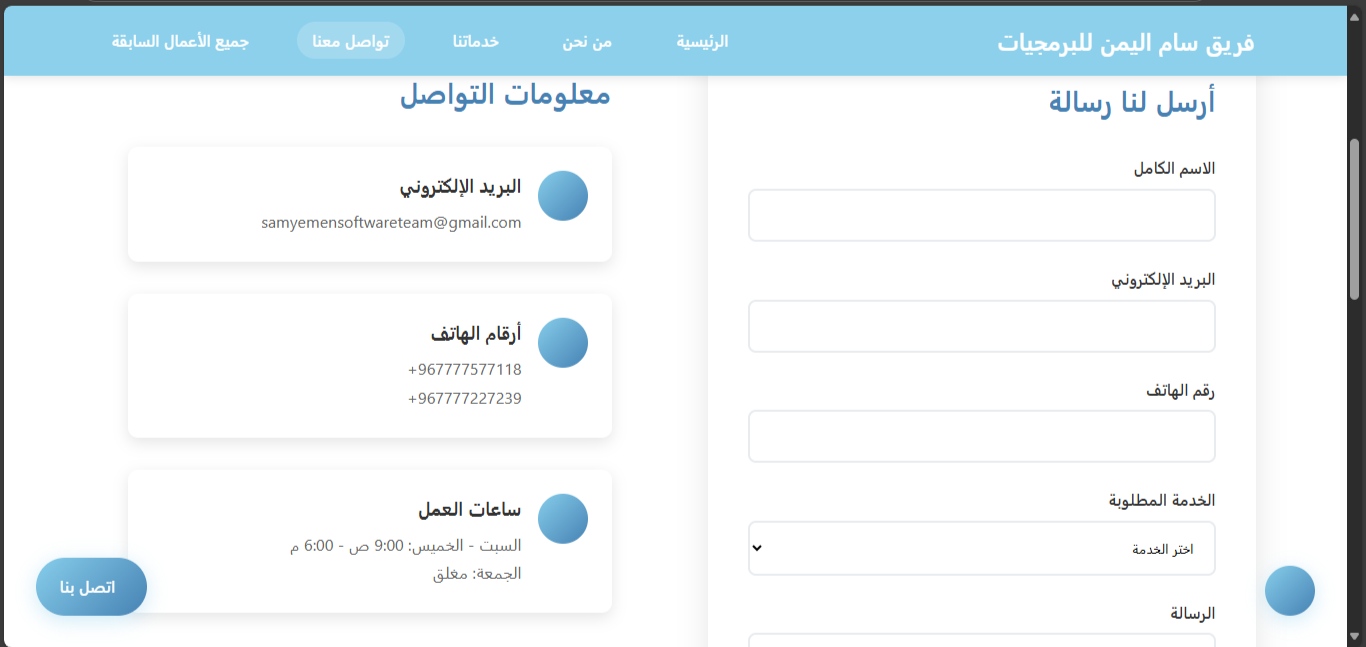 فريق سام اليمن للبرمجيات
الرئيسية
من نحن
خدماتنا
تواصل معنا
جميع الأعمال السابقة
أرسل لنا رسالة
الاسم الكامل
البريد الإلكتروني
رقم الهاتف
الخدمة المطلوبة
اختر الخدمة
الرسالة
معلومات التواصل
البريد الإلكتروني
samyemensoftwareteam@gmail.com
أرقام الهاتف
+967777577118
+967777227239
ساعات العمل
السبت - الخميس: 9:00 ص - 6:00 م
الجمعة: مغلق
اتصل بنا